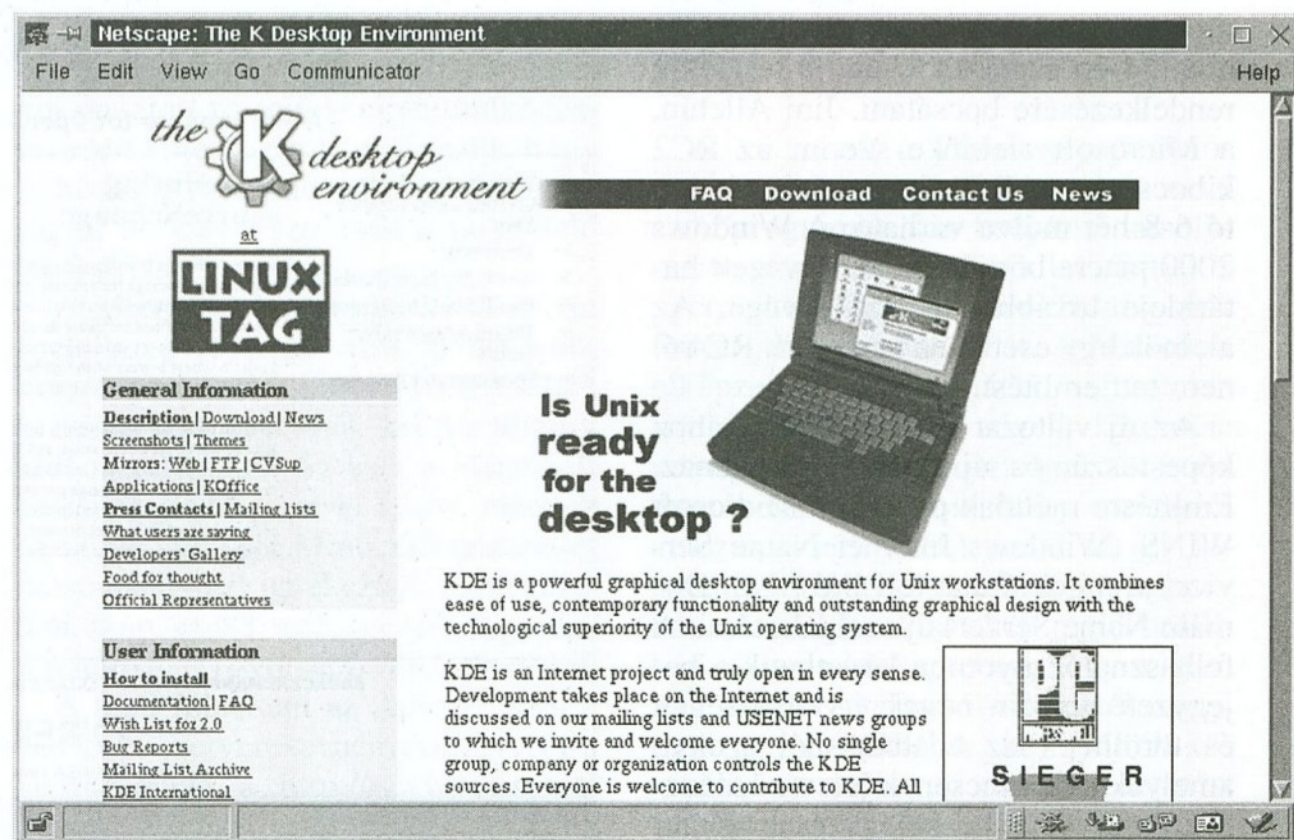 Netscape: The K Desktop Environment
File Edit View Go Communicator Help
the K desktop environment
FAQ Download Contact Us News
at
LINUX
TAG
General Information
Description | Download | News
Screenshots | Themes
Mirrors: Web | FTP | CVSup
Applications | KOffice
Press Contacts | Mailing lists
What users are saying
Developers' Gallery
Food for thought
Official Representatives
User Information
How to install
Documentation | FAQ
Wish List for 2.0
Bug Reports
Mailing List Archive
KDE International
Is Unix
ready
for the
desktop ?
KDE is a powerful graphical desktop environment for Unix workstations. It combines
ease of use, contemporary functionality and outstanding graphical design with the
technological superiority of the Unix operating system.
KDE is an Internet project and truly open in every sense.
Development takes place on the Internet and is
discussed on our mailing lists and USENET news groups
to which we invite and welcome everyone. No single
group, company or organization controls the KDE
sources. Everyone is welcome to contribute to KDE. All
SIEGER